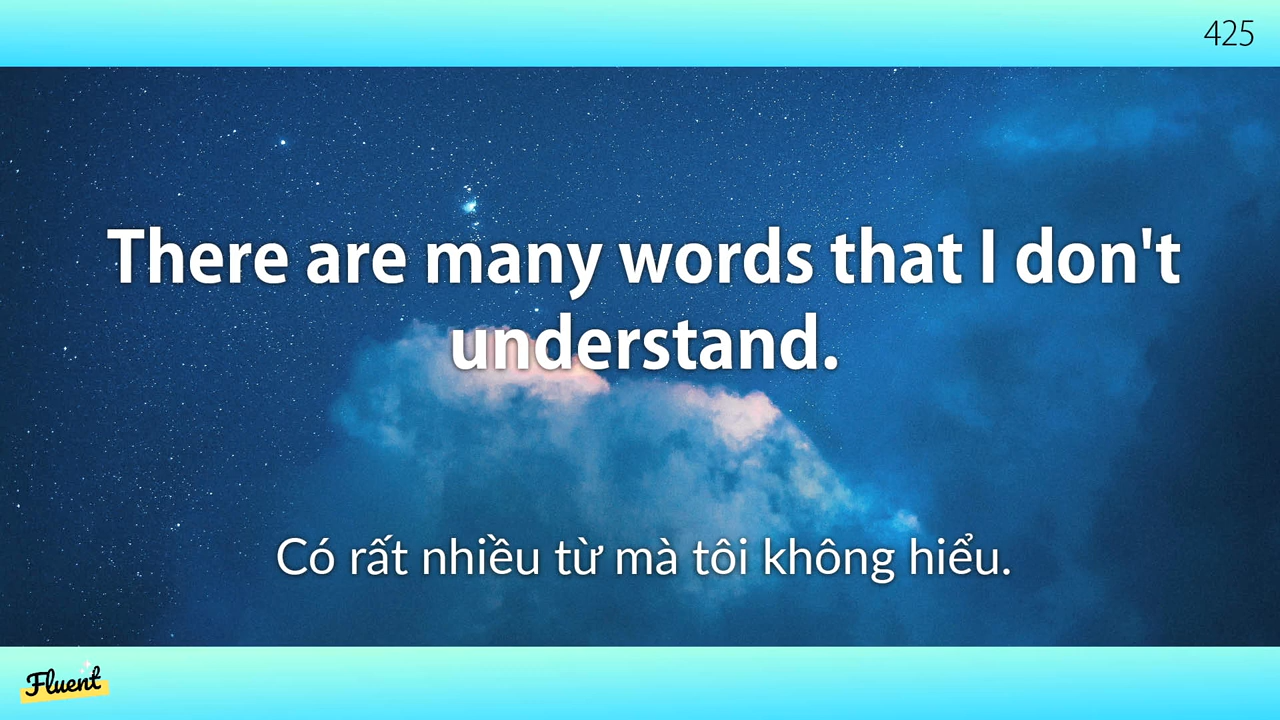 425
There are many words that I don't
understand.
Có rất nhiều từ mà tôi không hiểu.
Fluent